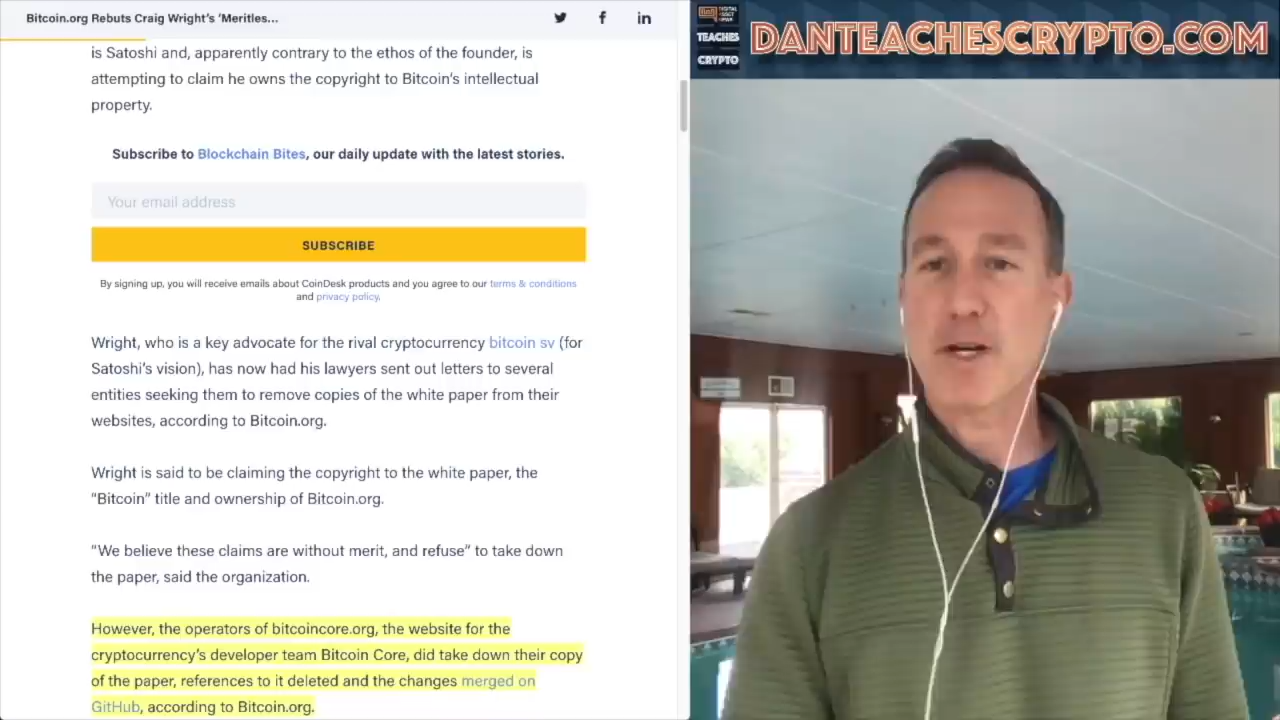 Bitcoin.org Rebuts Craig Wright's 'Meritles...
is Satoshi and, apparently contrary to the ethos of the founder, is
attempting to claim he owns the copyright to Bitcoin's intellectual
property.
Subscribe to Blockchain Bites, our daily update with the latest stories.
Your email address
SUBSCRIBE
By signing up, you will receive emails about CoinDesk products and you agree to our terms & conditions
and privacy policy.
Wright, who is a key advocate for the rival cryptocurrency bitcoin sv (for
Satoshi's vision), has now had his lawyers sent out letters to several
entities seeking them to remove copies of the white paper from their
websites, according to Bitcoin.org.
Wright is said to be claiming the copyright to the white paper, the
“Bitcoin” title and ownership of Bitcoin.org.
“We believe these claims are without merit, and refuse” to take down
the paper, said the organization.
However, the operators of bitcoincore.org, the website for the
cryptocurrency's developer team Bitcoin Core, did take down their copy
of the paper, references to it deleted and the changes merged on
GitHub, according to Bitcoin.org.
TEACHES
CRYPTO
DANTEACHESCRYPTO.COM